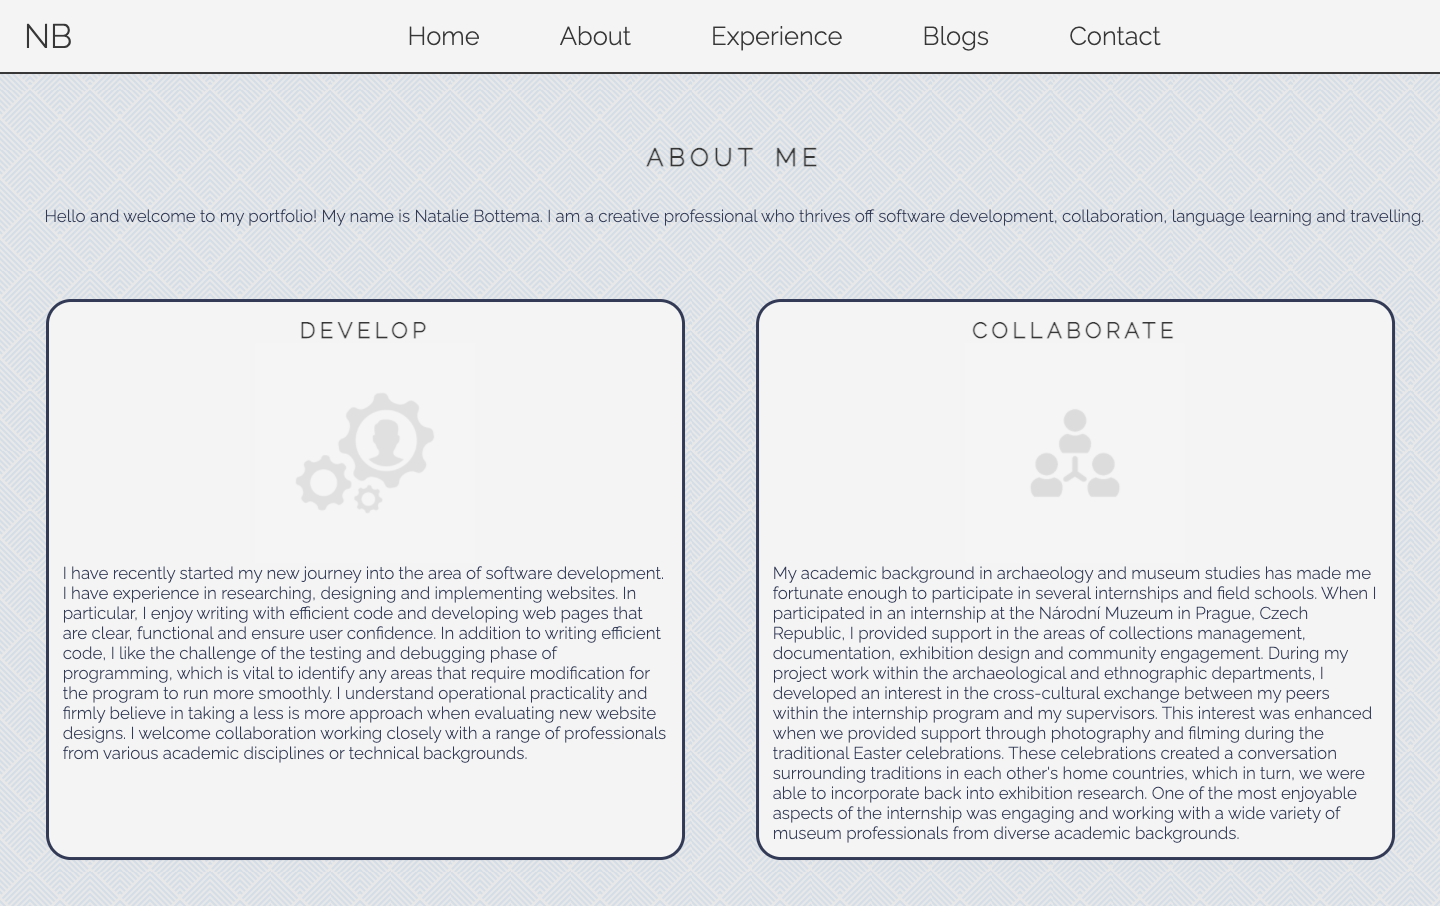 NB
Home About Experience Blogs Contact
ABOUT ME
Hello and welcome to my portfolio! My name is Natalie Bottema. I am a creative professional who thrives off software development, collaboration, language learning and travelling.
DEVELOP
I have recently started my new journey into the area of software development.
I have experience in researching, designing and implementing websites. In
particular, I enjoy writing with efficient code and developing web pages that
are clear, functional and ensure user confidence. In addition to writing efficient
code, I like the challenge of the testing and debugging phase of
programming, which is vital to identify any areas that require modification for
the program to run more smoothly. I understand operational practicality and
firmly believe in taking a less is more approach when evaluating new website
designs. I welcome collaboration working closely with a range of professionals
from various academic disciplines or technical backgrounds.
COLLABORATE
My academic background in archaeology and museum studies has made me
fortunate enough to participate in several internships and field schools. When I
participated in an internship at the Národní Muzeum in Prague, Czech
Republic, I provided support in the areas of collections management,
documentation, exhibition design and community engagement. During my
project work within the archaeological and ethnographic departments, I
developed an interest in the cross-cultural exchange between my peers
within the internship program and my supervisors. This interest was enhanced
when we provided support through photography and filming during the
traditional Easter celebrations. These celebrations created a conversation
surrounding traditions in each other's home countries, which in turn, we were
able to incorporate back into exhibition research. One of the most enjoyable
aspects of the internship was engaging and working with a wide variety of
museum professionals from diverse academic backgrounds.